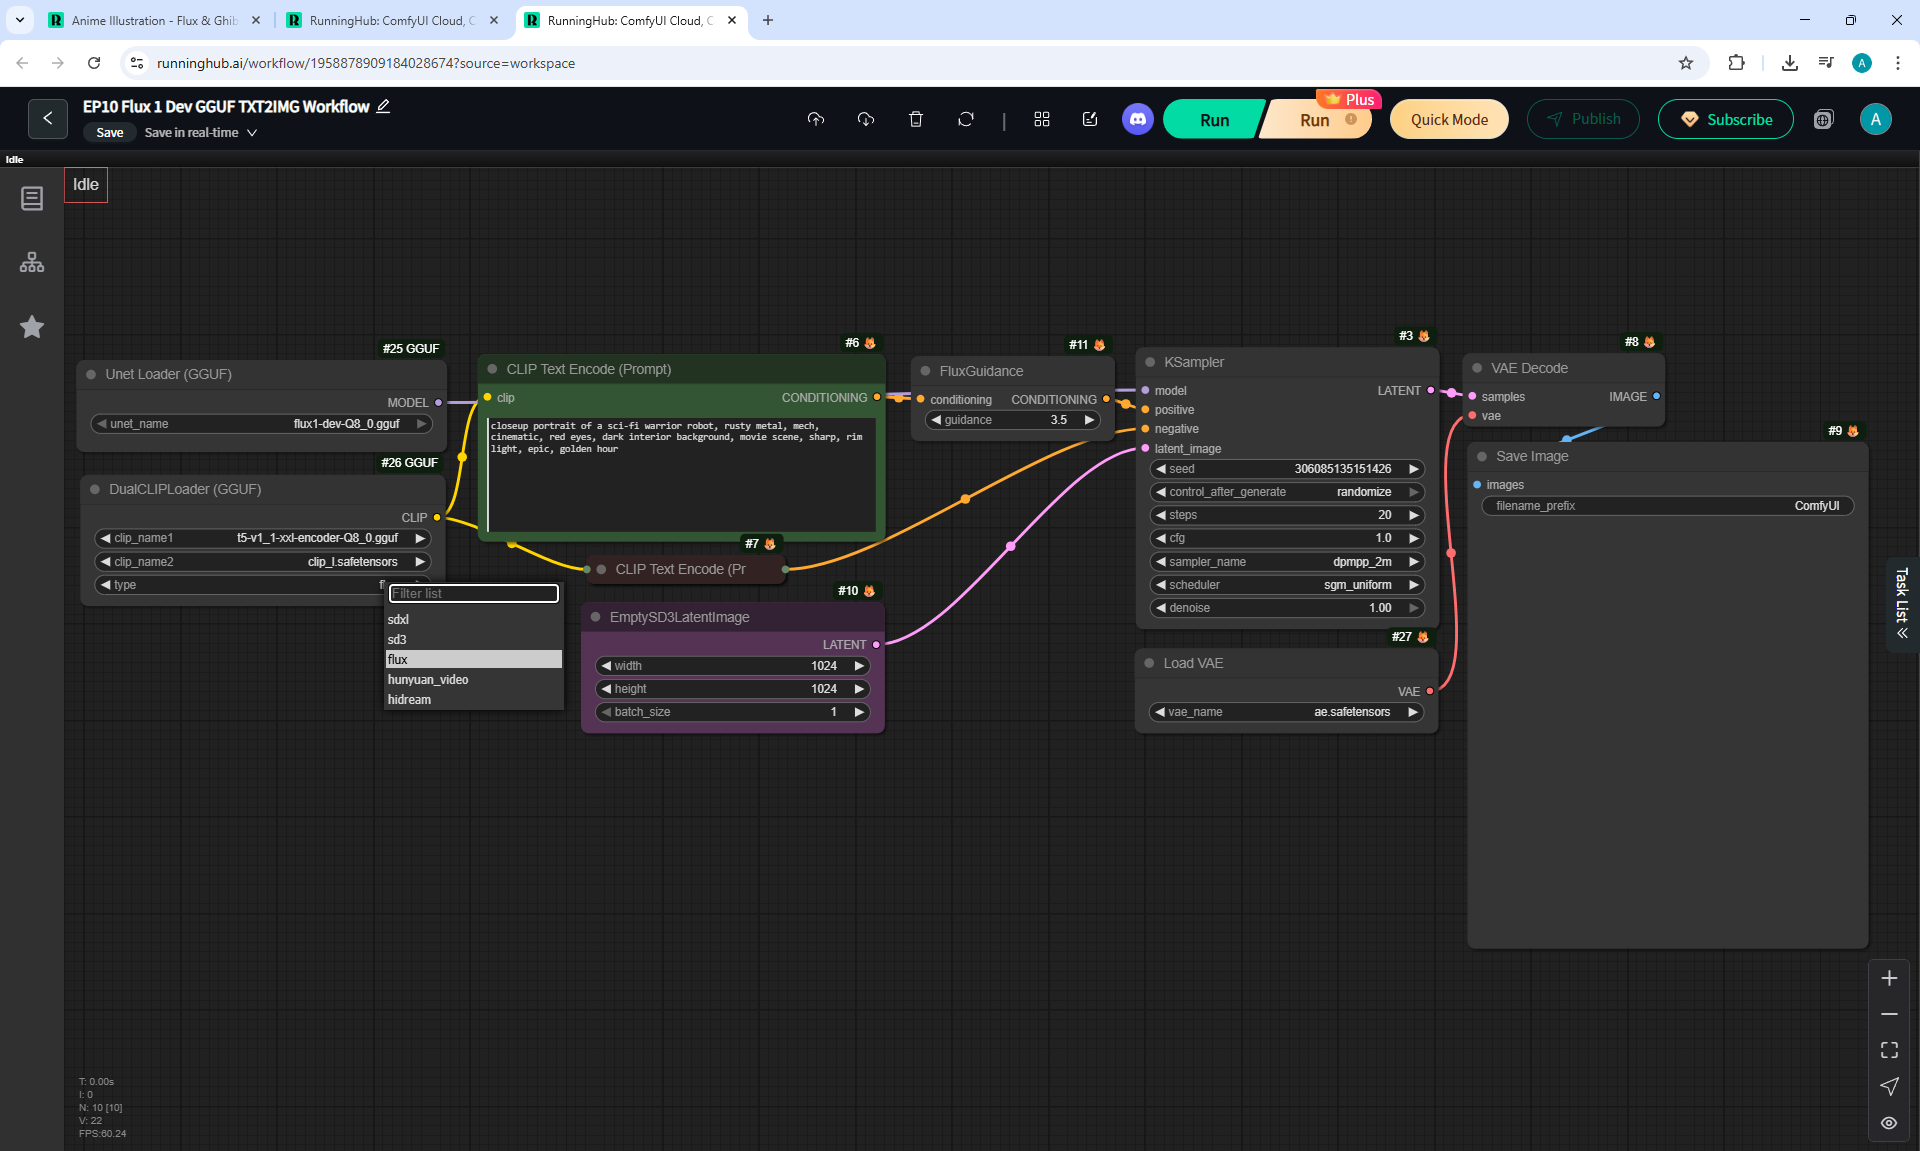 Anime Illustration - Flux & Ghib
RunningHub: ComfyUI Cloud, C
RunningHub: ComfyUI Cloud, C
runninghub.ai/workflow/1958878909184028674?source=workspace
A
EP10 Flux 1 Dev GGUF TXT2IMG Workflow
Save
Save in real-time
Run
Run
Plus
Quick Mode
Publish
Subscribe
A
Idle
Idle
#25 GGUF
Unet Loader (GGUF)
MODEL
unet_name
flux1-dev-Q8_0.gguf
#26 GGUF
DualCLIPLoader (GGUF)
CLIP
clip_name1
t5-v1_1-xxl-encoder-Q8_0.gguf
clip_name2
clip_l.safetensors
type
Filter list
sdxl
sd3
flux
hunyuan_video
hidream
#6
CLIP Text Encode (Prompt)
clip
CONDITIONING
closeup portrait of a sci-fi warrior robot, rusty metal, mech,
cinematic, red eyes, dark interior background, movie scene, sharp, rim
light, epic, golden hour
#7
CLIP Text Encode (Pr
#10
EmptySD3LatentImage
LATENT
width
1024
height
1024
batch_size
1
#11
FluxGuidance
conditioning
CONDITIONING
guidance
3.5
#3
KSampler
model
LATENT
positive
negative
latent_image
seed
306085135151426
control_after_generate
randomize
steps
20
cfg
1.0
sampler_name
dpmpp_2m
scheduler
sgm_uniform
denoise
1.00
#27
Load VAE
VAE
vae_name
ae.safetensors
#8
VAE Decode
samples
IMAGE
vae
#9
Save Image
images
filename_prefix
ComfyUI
Task List
T: 0.00s
I: 0
N: 10 [10]
V: 22
FPS:60.24